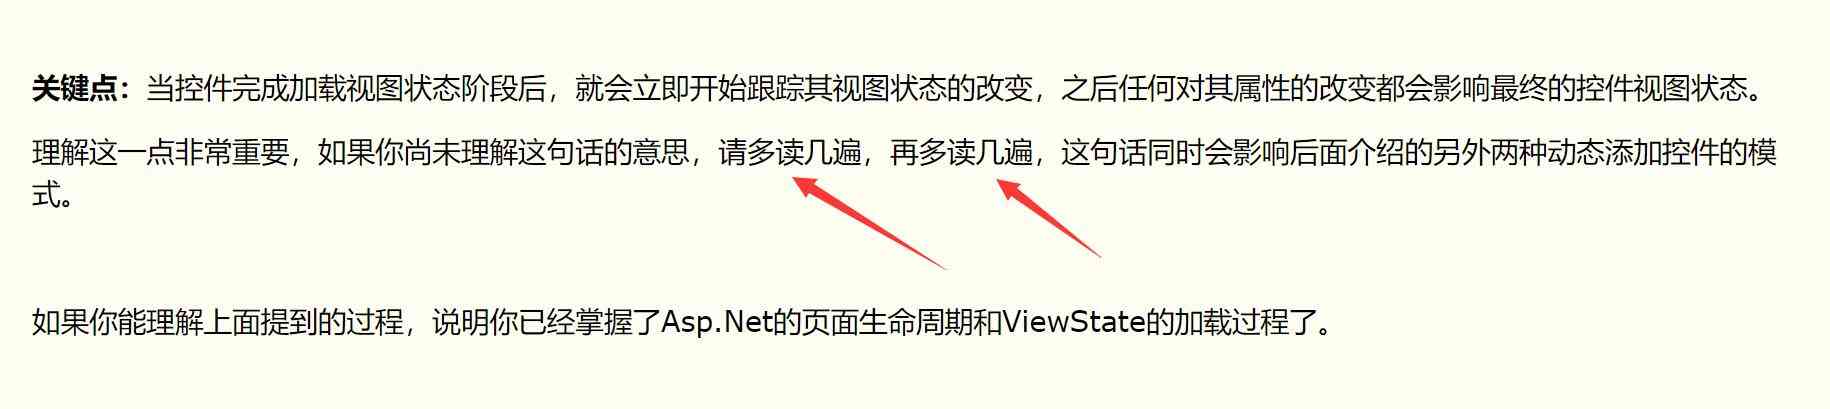 关键点：当控件完成加载视图状态阶段后，就会立即开始跟踪其视图状态的改变，之后任何对其属性的改变都会影响最终的控件视图状态。
理解这一点非常重要，如果你尚未理解这句话的意思，请多读几遍，再多读几遍，这句话同时会影响后面介绍的另外两种动态添加控件的模
式。
如果你能理解上面提到的过程，说明你已经掌握了Asp.Net的页面生命周期和ViewState的加载过程了。